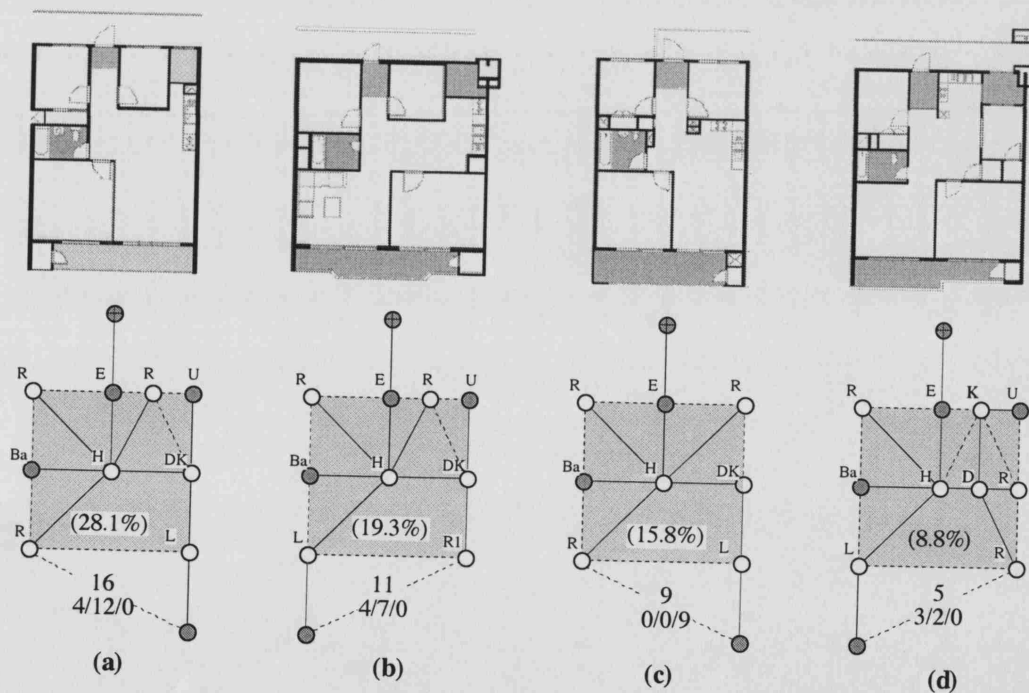 R E R U
Ba H DK
(28.1%)
R L
16
4/12/0
(a)
R E R U
Ba H DK
(19.3%)
L R1
11
4/7/0
(b)
R E R
Ba H DK
(15.8%)
R L
9
0/0/9
(c)
R E K U
Ba H D R
(8.8%)
L R
5
3/2/0
(d)